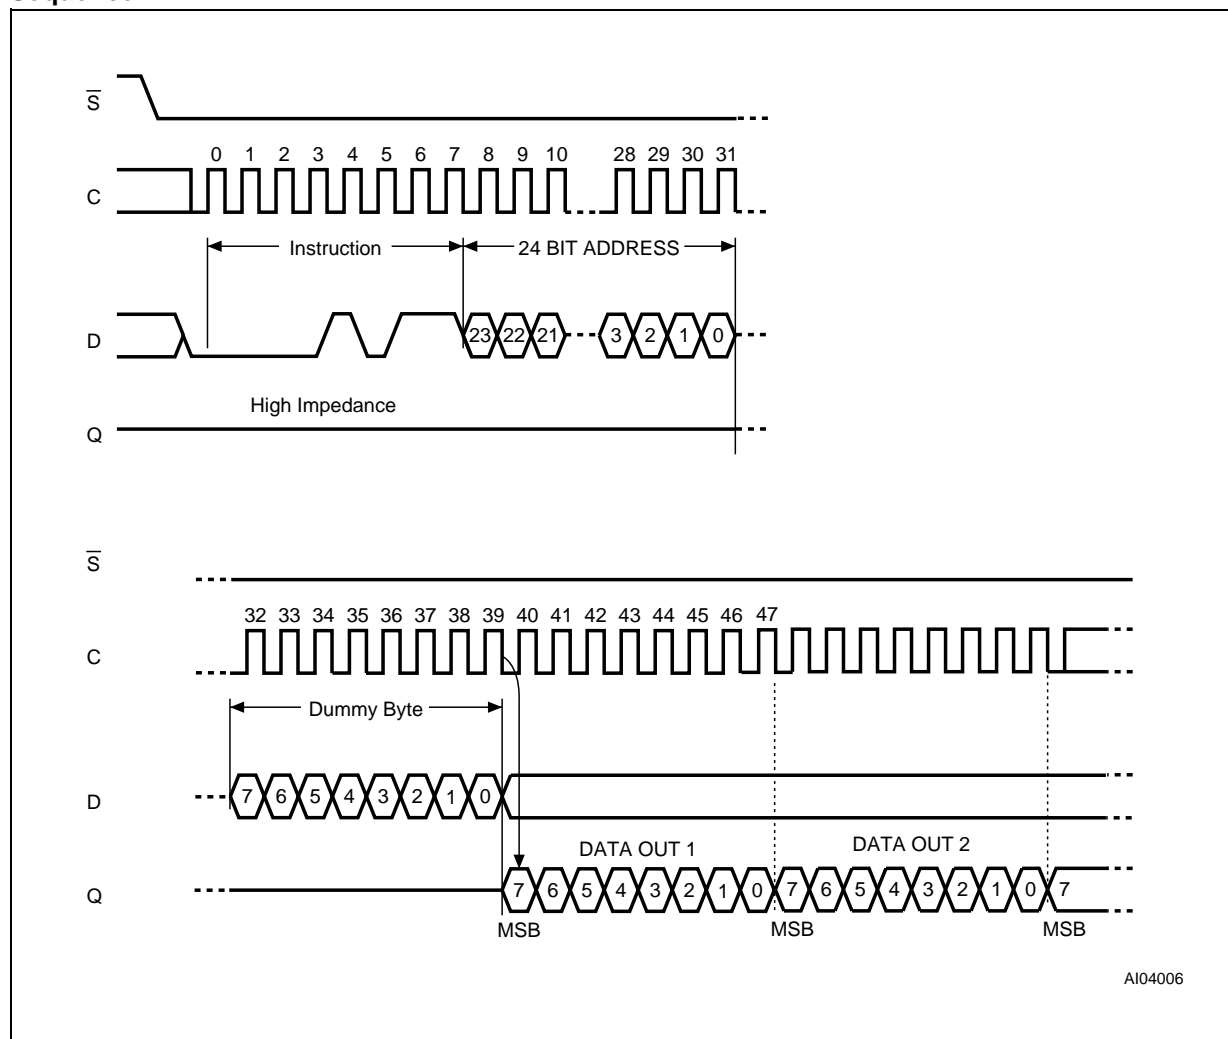 S
0 1 2 3 4 5 6 7 8 9 10 28 29 30 31
C
Instruction 24 BIT ADDRESS
D 23 22 21 3 2 1 0
High Impedance
Q
S
32 33 34 35 36 37 38 39 40 41 42 43 44 45 46 47
C
Dummy Byte
D 7 6 5 4 3 2 1 0
DATA OUT 1 DATA OUT 2
Q 7 6 5 4 3 2 1 0 7 6 5 4 3 2 1 0 7
MSB MSB MSB
AI04006